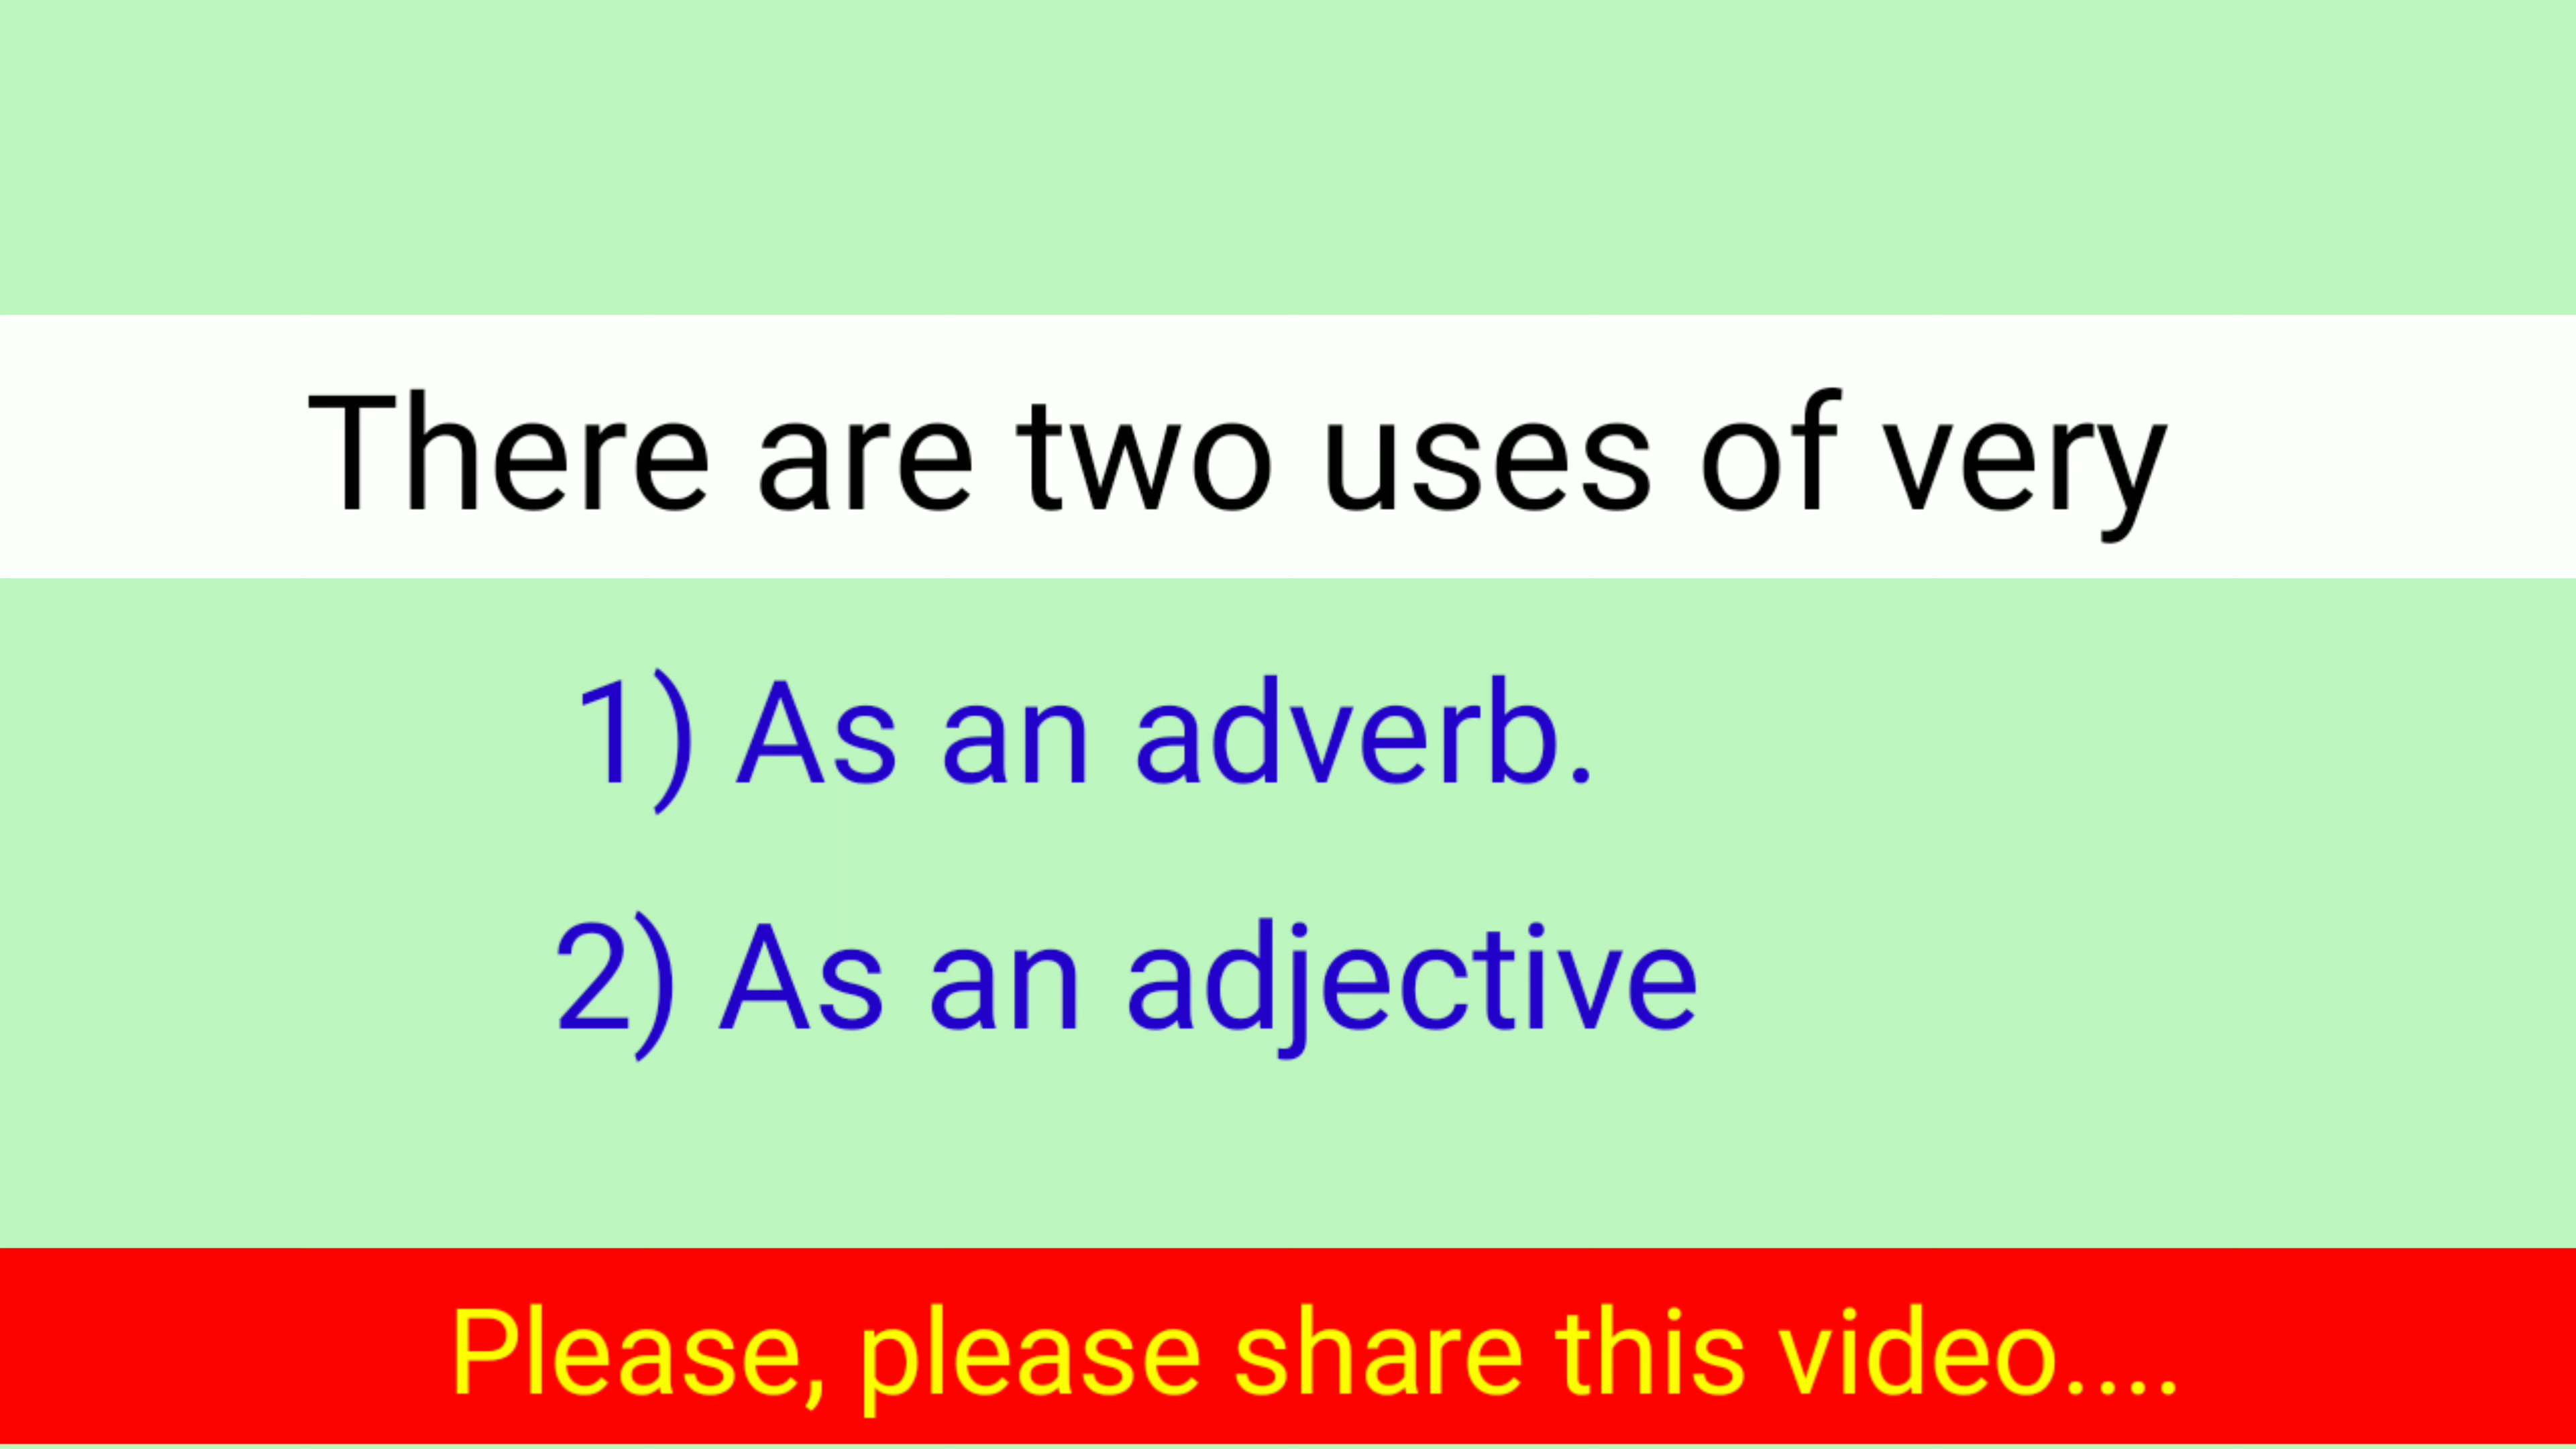 There are two uses of very
1) As an adverb.
2) As an adjective
Please, please share this video....